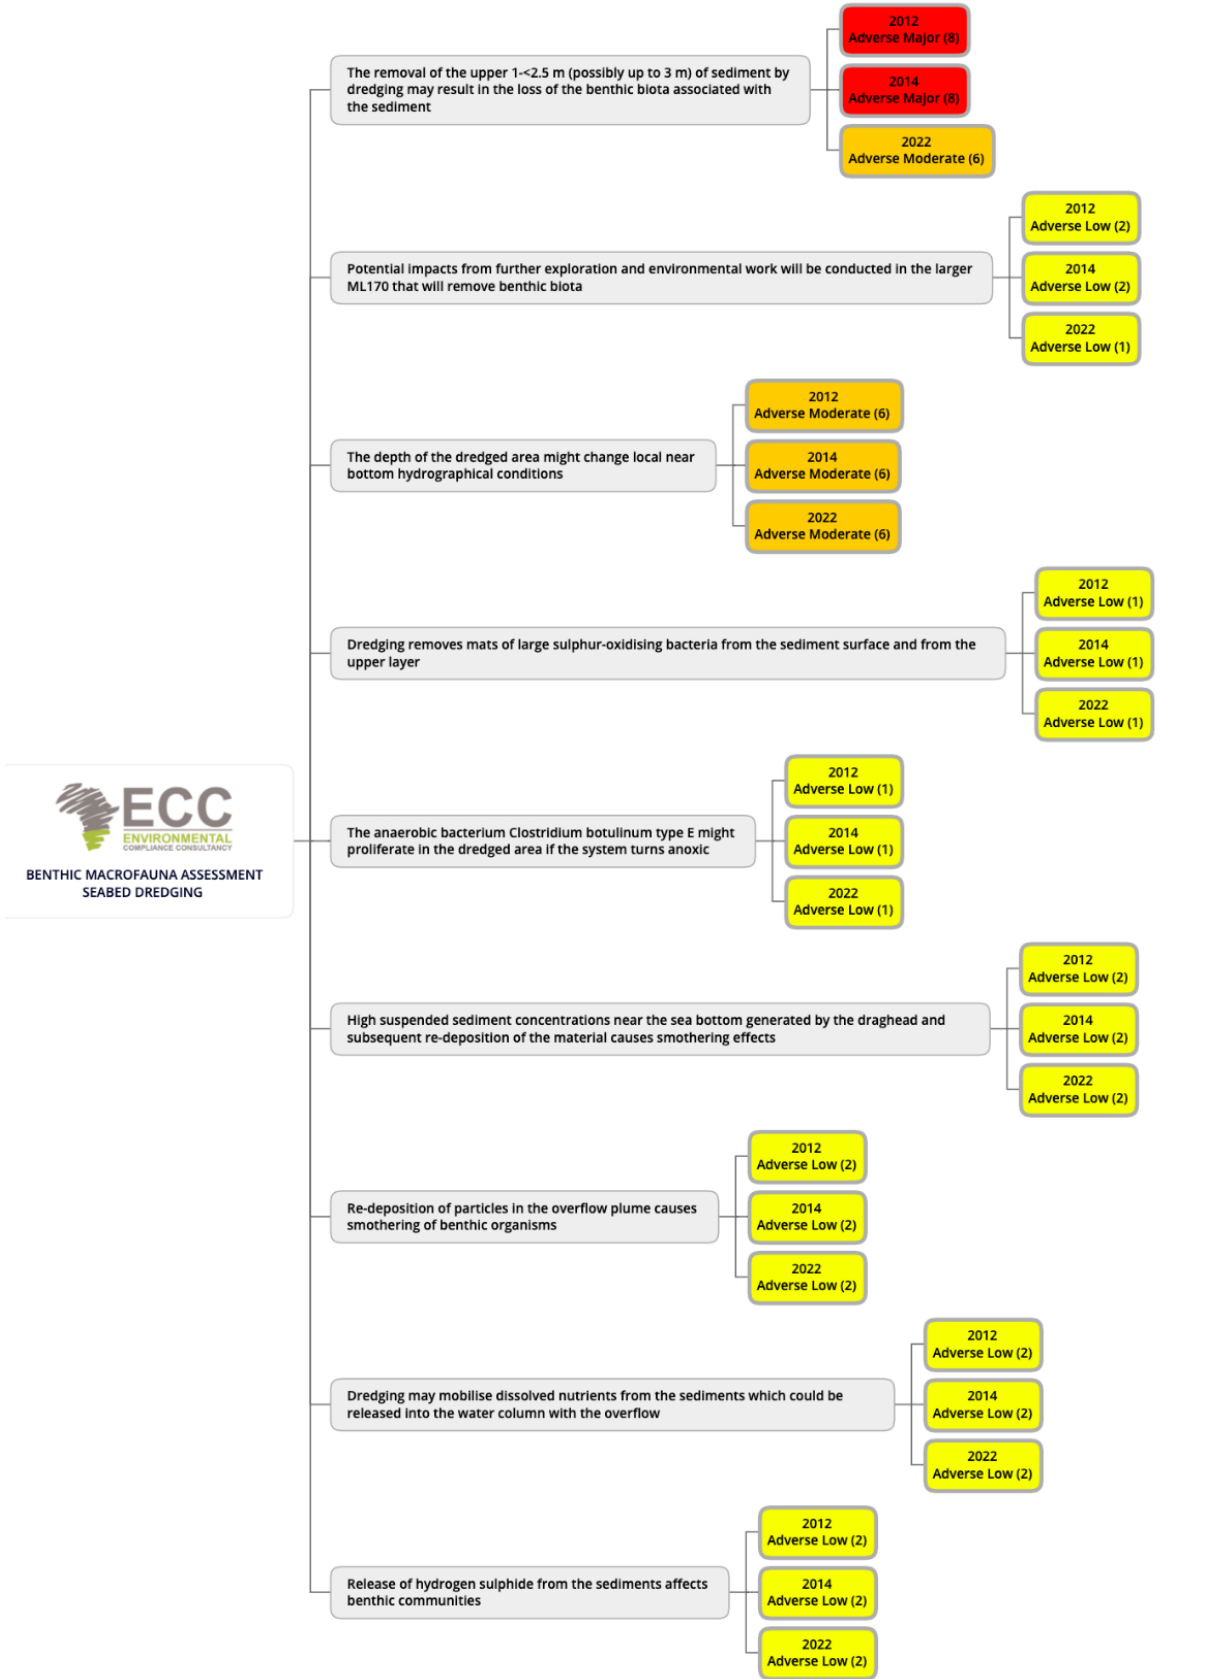 2012
Adverse Major (8)
The removal of the upper 1-<2.5 m (possibly up to 3 m) of sediment by
dredging may result in the loss of the benthic biota associated with
the sediment
2014
Adverse Major (8)
2022
Adverse Moderate (6)
2012
Adverse Low (2)
Potential impacts from further exploration and environmental work will be conducted in the larger
ML170 that will remove benthic biota
2014
Adverse Low (2)
2022
Adverse Low (1)
2012
Adverse Moderate (6)
The depth of the dredged area might change local near
bottom hydrographical conditions
2014
Adverse Moderate (6)
2022
Adverse Moderate (6)
2012
Adverse Low (1)
Dredging removes mats of large sulphur-oxidising bacteria from the sediment surface and from the
upper layer
2014
Adverse Low (1)
2022
Adverse Low (1)
ECC
ENVIRONMENTAL
COMPLIANCE CONSULTANCY
BENTHIC MACROFAUNA ASSESSMENT
SEABED DREDGING
2012
Adverse Low (1)
The anaerobic bacterium Clostridium botulinum type E might
proliferate in the dredged area if the system turns anoxic
2014
Adverse Low (1)
2022
Adverse Low (1)
2012
Adverse Low (2)
High suspended sediment concentrations near the sea bottom generated by the draghead and
subsequent re-deposition of the material causes smothering effects
2014
Adverse Low (2)
2022
Adverse Low (2)
2012
Adverse Low (2)
Re-deposition of particles in the overflow plume causes
smothering of benthic organisms
2014
Adverse Low (2)
2022
Adverse Low (2)
2012
Adverse Low (2)
Dredging may mobilise dissolved nutrients from the sediments which could be
released into the water column with the overflow
2014
Adverse Low (2)
2022
Adverse Low (2)
2012
Adverse Low (2)
Release of hydrogen sulphide from the sediments affects
benthic communities
2014
Adverse Low (2)
2022
Adverse Low (2)